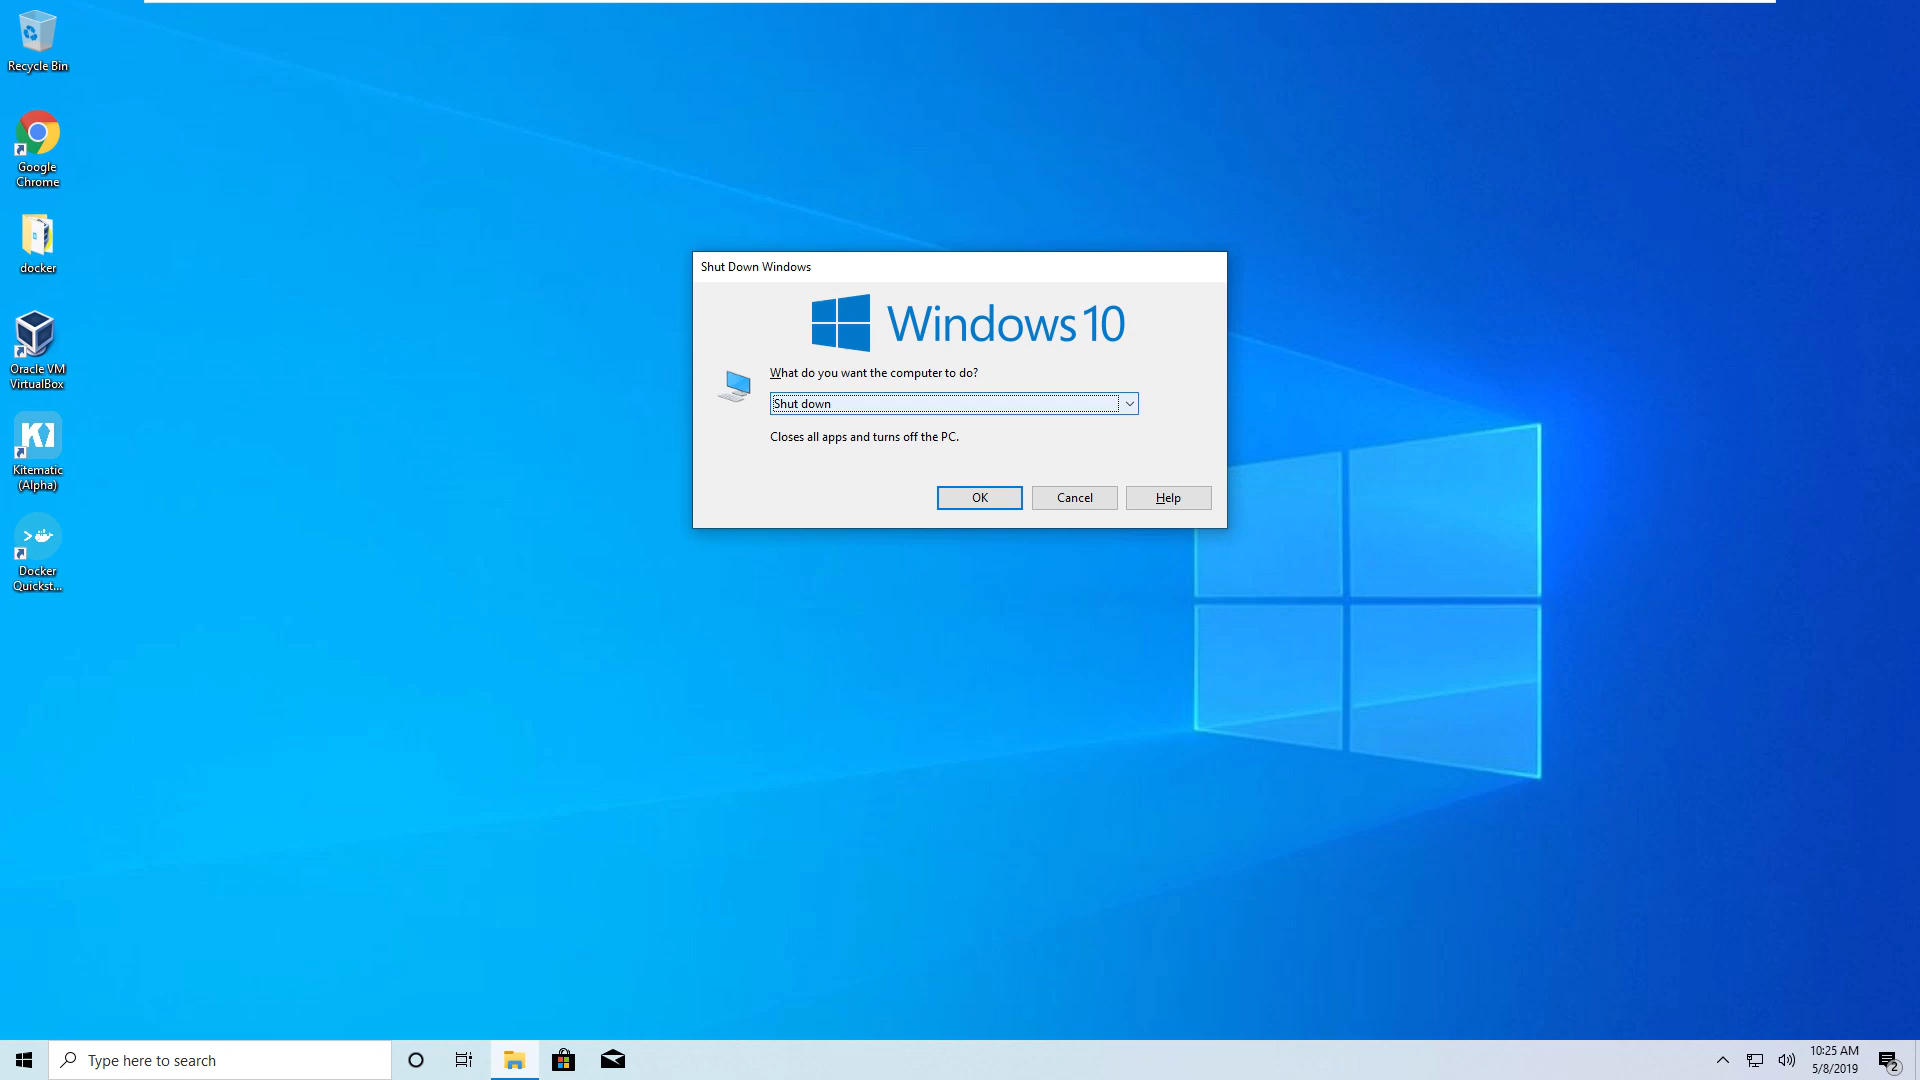 Recycle Bin
Google
Chrome
docker
Oracle VM
VirtualBox
Kitematic
(Alpha)
Docker
Quickst...
Shut Down Windows
Windows 10
What do you want the computer to do?
Shut down
Closes all apps and turns off the PC.
OK
Cancel
Help
Type here to search
10:25 AM
5/8/2019
2